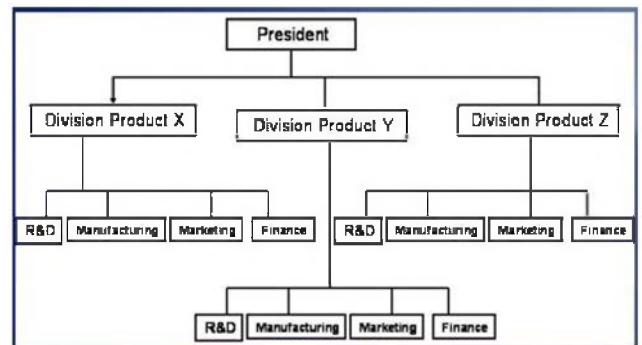 President
Division Product X
Division Product Y
Division Product Z
R&D Manufacturing Marketing Finance
R&D Manufacturing Marketing Finance
R&D Manufacturing Marketing Finance